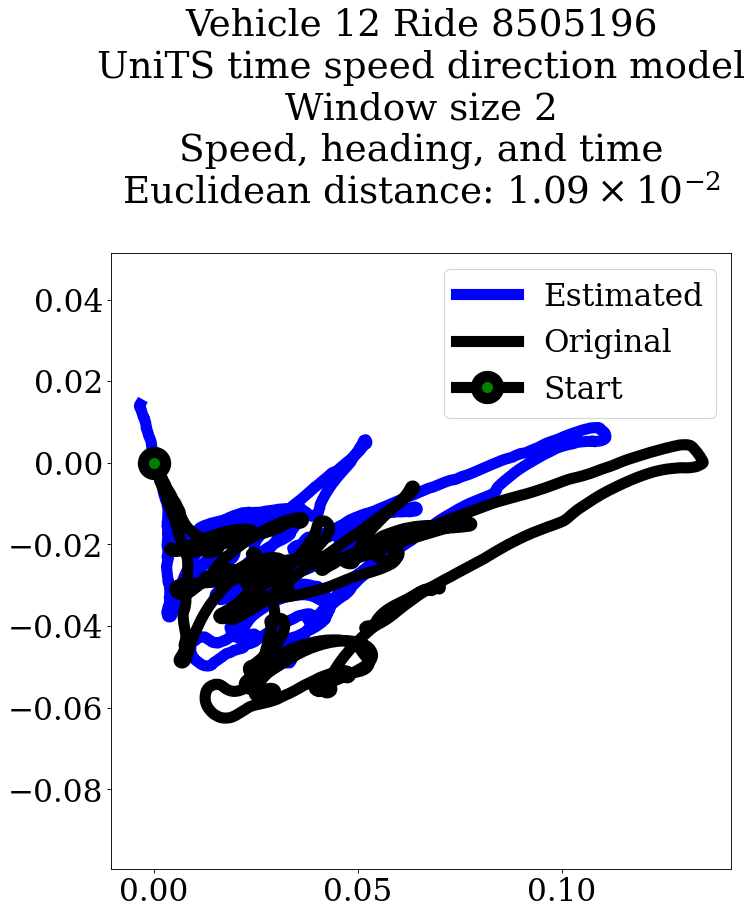 Vehicle 12 Ride 8505196
UniTS time speed direction model
Window size 2
Speed, heading, and time
Euclidean distance: 1.09 × 10⁻²
Estimated
Original
Start
0.04
0.02
0.00
−0.02
−0.04
−0.06
−0.08
0.00 0.05 0.10